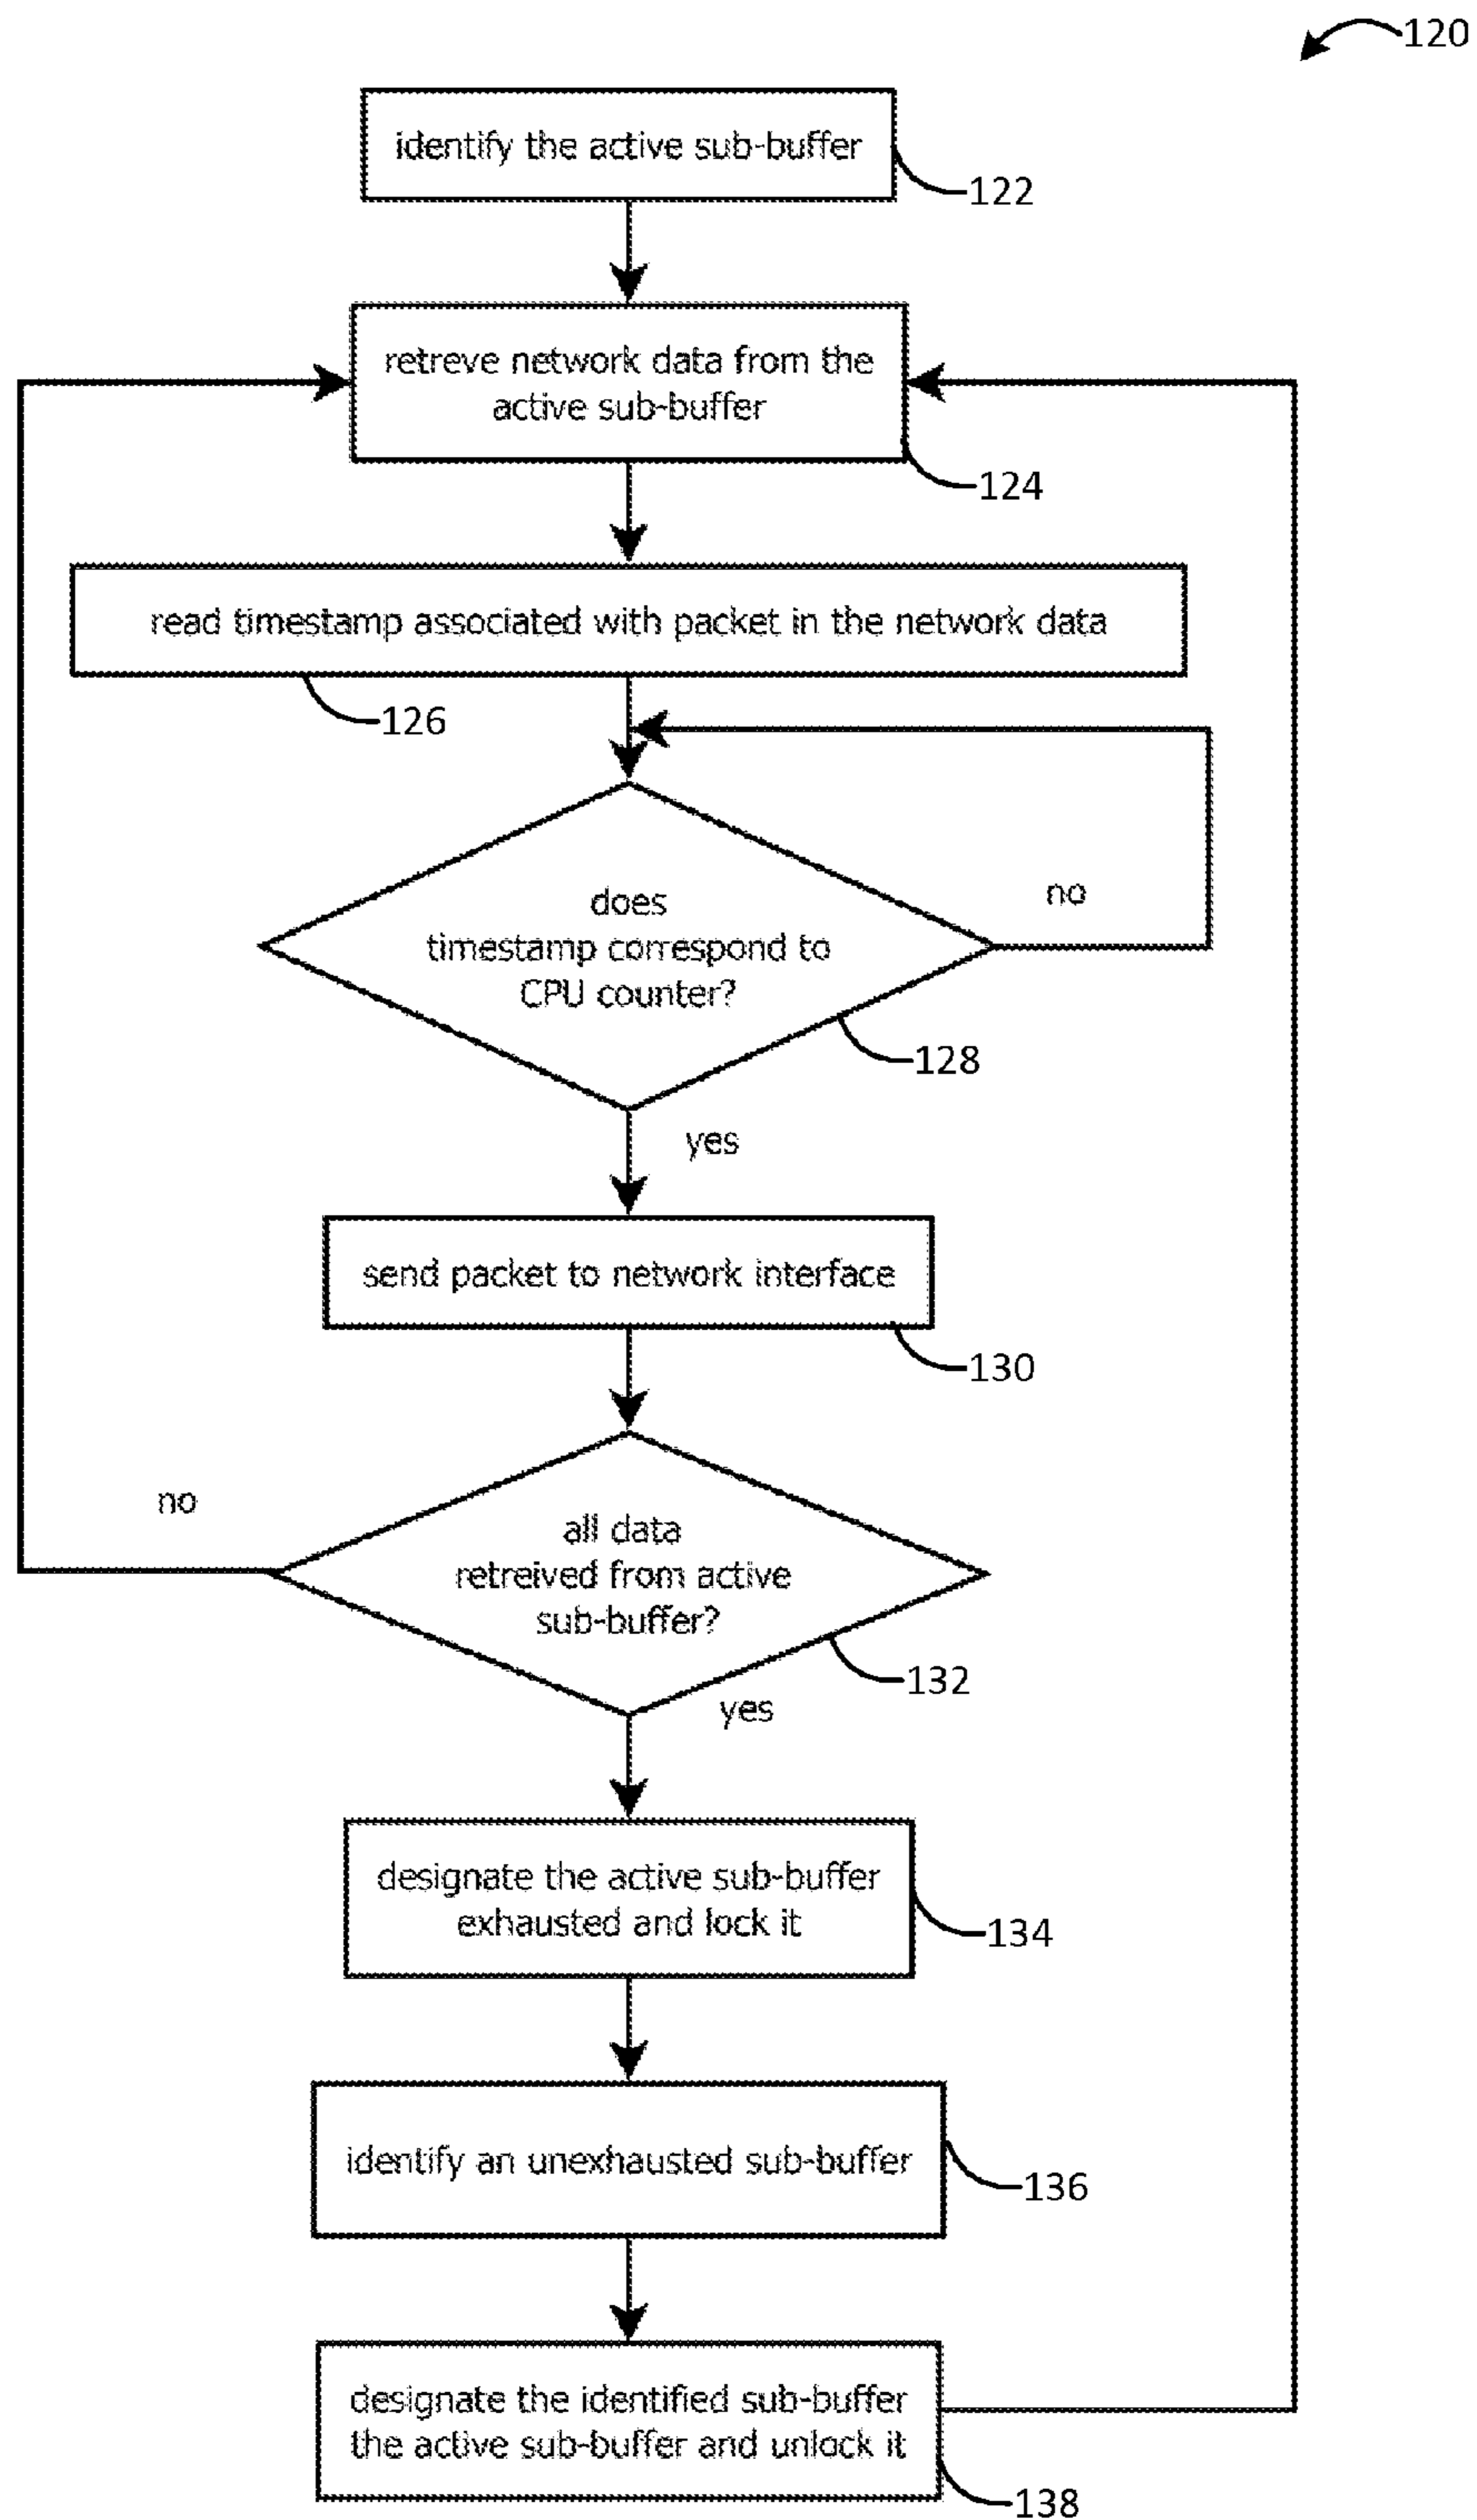 120
identify the active sub-buffer
122
retreve network data from the
active sub-buffer
124
read timestamp associated with packet in the network data
126
does
timestamp correspond to
CPU counter?
no
128
yes
send packet to network interface
130
no
all data
retreived from active
sub-buffer?
132
yes
designate the active sub-buffer
exhausted and lock it
134
identify an unexhausted sub-buffer
136
designate the identified sub-buffer
the active sub-buffer and unlock it
138